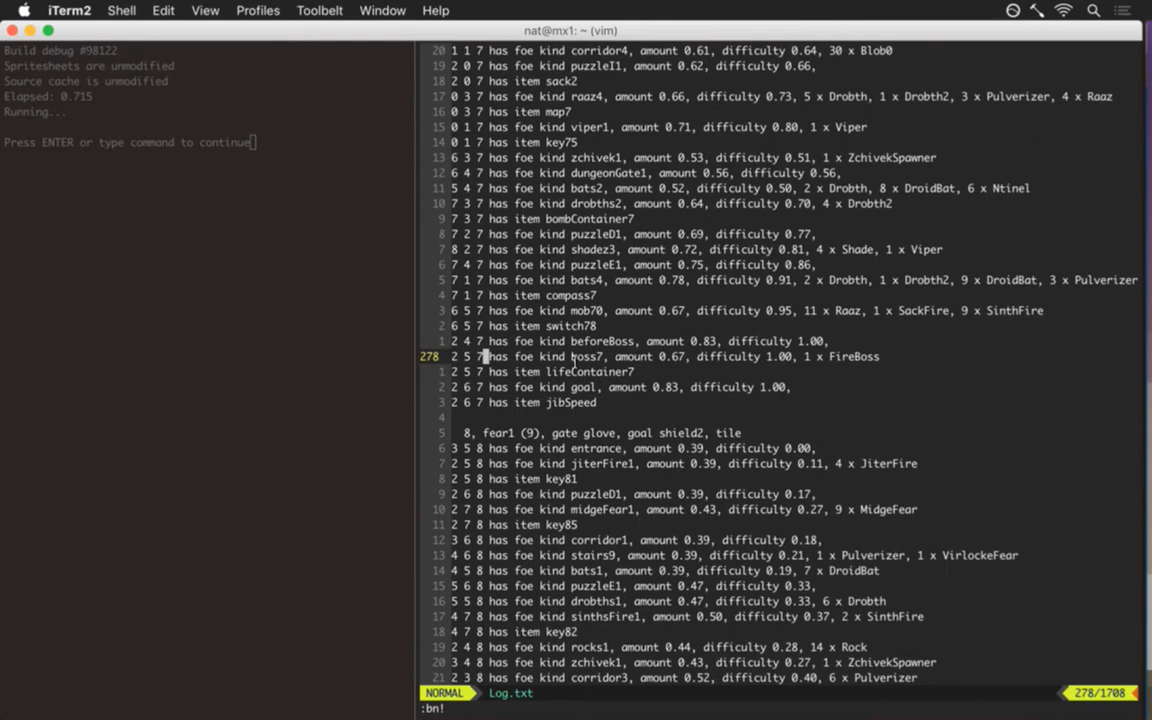 iTerm2 Shell Edit View Profiles Toolbelt Window Help
nat@mx1: ~ (vim)
Build debug #98122
Spritesheets are unmodified
Source cache is unmodified
Elapsed: 0.715
Running...
Press ENTER or type command to continue
20 1 1 7 has foe kind corridor4, amount 0.61, difficulty 0.64, 30 x Blob0
19 2 0 7 has foe kind puzzleI1, amount 0.62, difficulty 0.66,
18 2 0 7 has item sack2
17 0 3 7 has foe kind raaz4, amount 0.66, difficulty 0.73, 5 x Drobth, 1 x Drobth2, 3 x Pulverizer, 4 x Raaz
16 0 3 7 has item map7
15 0 1 7 has foe kind viper1, amount 0.71, difficulty 0.80, 1 x Viper
14 0 1 7 has item key75
13 6 3 7 has foe kind zchivek1, amount 0.53, difficulty 0.51, 1 x ZchivekSpawner
12 6 4 7 has foe kind dungeonGate1, amount 0.56, difficulty 0.56,
11 5 4 7 has foe kind bats2, amount 0.52, difficulty 0.50, 2 x Drobth, 8 x DroidBat, 6 x Ntinel
10 7 3 7 has foe kind drobths2, amount 0.64, difficulty 0.70, 4 x Drobth2
9 7 3 7 has item bombContainer7
8 7 2 7 has foe kind puzzleD1, amount 0.69, difficulty 0.77,
7 8 2 7 has foe kind shadez3, amount 0.72, difficulty 0.81, 4 x Shade, 1 x Viper
6 7 4 7 has foe kind puzzleE1, amount 0.75, difficulty 0.86,
5 7 1 7 has foe kind bats4, amount 0.78, difficulty 0.91, 2 x Drobth, 1 x Drobth2, 9 x DroidBat, 3 x Pulverizer
4 7 1 7 has item compass7
3 6 5 7 has foe kind mob70, amount 0.67, difficulty 0.95, 11 x Raaz, 1 x SackFire, 9 x SinthFire
2 6 5 7 has item switch78
1 2 4 7 has foe kind beforeBoss, amount 0.83, difficulty 1.00,
278 2 5 7 has foe kind boss7, amount 0.67, difficulty 1.00, 1 x FireBoss
1 2 5 7 has item lifeContainer7
2 2 6 7 has foe kind goal, amount 0.83, difficulty 1.00,
3 2 6 7 has item jibSpeed
4
5 8, fear1 (9), gate glove, goal shield2, tile
6 3 5 8 has foe kind entrance, amount 0.39, difficulty 0.00,
7 2 5 8 has foe kind jiterFire1, amount 0.39, difficulty 0.11, 4 x JiterFire
8 2 5 8 has item key81
9 2 6 8 has foe kind puzzleD1, amount 0.39, difficulty 0.17,
10 2 7 8 has foe kind midgeFear1, amount 0.43, difficulty 0.27, 9 x MidgeFear
11 2 7 8 has item key85
12 3 6 8 has foe kind corridor1, amount 0.39, difficulty 0.18,
13 4 6 8 has foe kind stairs9, amount 0.39, difficulty 0.21, 1 x Pulverizer, 1 x VirlockeFear
14 4 5 8 has foe kind bats1, amount 0.39, difficulty 0.19, 7 x DroidBat
15 5 6 8 has foe kind puzzleE1, amount 0.47, difficulty 0.33,
16 5 5 8 has foe kind drobths1, amount 0.47, difficulty 0.33, 6 x Drobth
17 4 7 8 has foe kind sinthsFire1, amount 0.50, difficulty 0.37, 2 x SinthFire
18 4 7 8 has item key82
19 2 4 8 has foe kind rocks1, amount 0.44, difficulty 0.28, 14 x Rock
20 3 4 8 has foe kind zchivek1, amount 0.43, difficulty 0.27, 1 x ZchivekSpawner
21 2 3 8 has foe kind corridor3, amount 0.52, difficulty 0.40, 6 x Pulverizer
NORMAL Log.txt 278/1708
:bn!